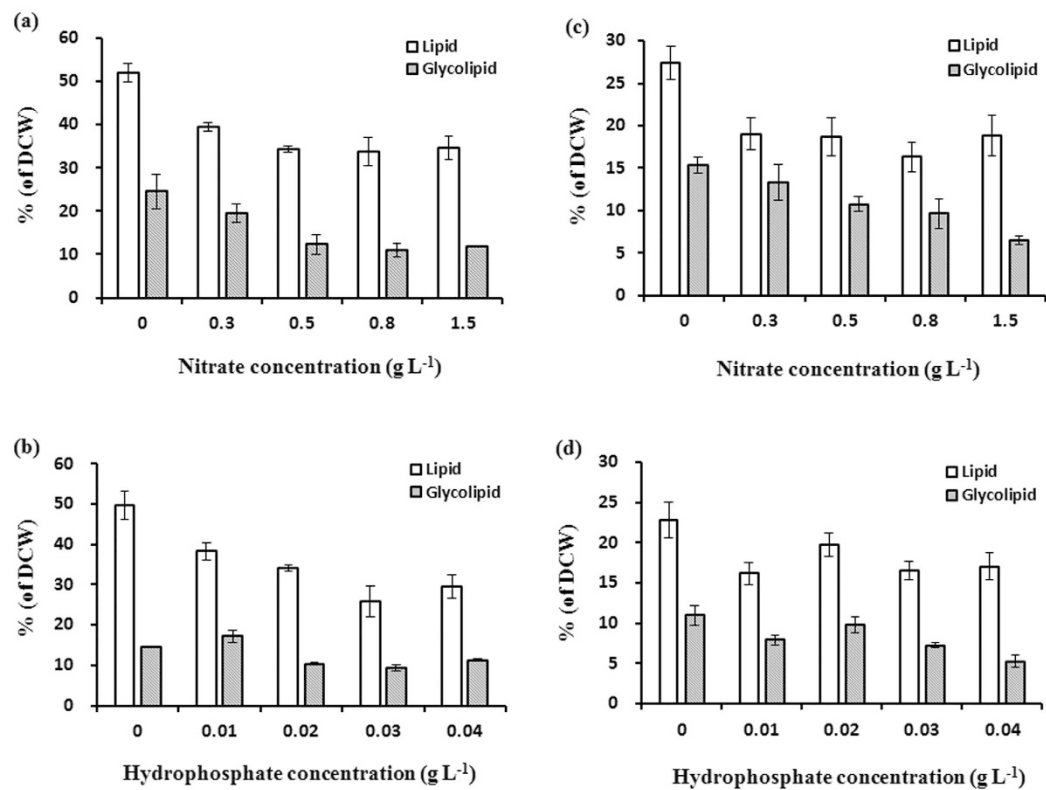 (a)
60
50
40
30
20
10
0
% (of DCW)
Lipid
Glycolipid
0 0.3 0.5 0.8 1.5
Nitrate concentration (g L-1)
(c)
30
25
20
15
10
5
0
% (of DCW)
Lipid
Glycolipid
0 0.3 0.5 0.8 1.5
Nitrate concentration (g L-1)
(b)
60
50
40
30
20
10
0
% (of DCW)
Lipid
Glycolipid
0 0.01 0.02 0.03 0.04
Hydrophosphate concentration (g L-1)
(d)
30
25
20
15
10
5
0
% (of DCW)
Lipid
Glycolipid
0 0.01 0.02 0.03 0.04
Hydrophosphate concentration (g L-1)